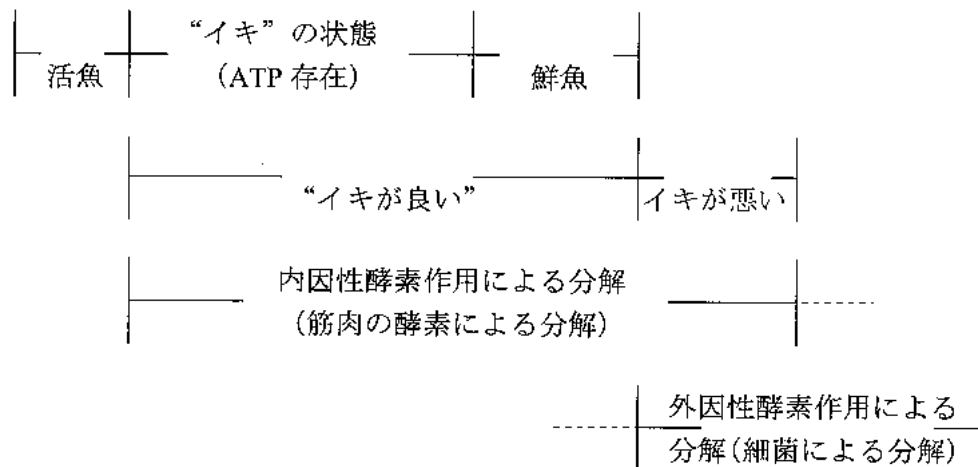 “イキ” の状態
活魚
（ATP 存在）
鮮魚
“イキが良い”
イキが悪い
内因性酵素作用による分解
（筋肉の酵素による分解）
外因性酵素作用による
分解（細菌による分解）